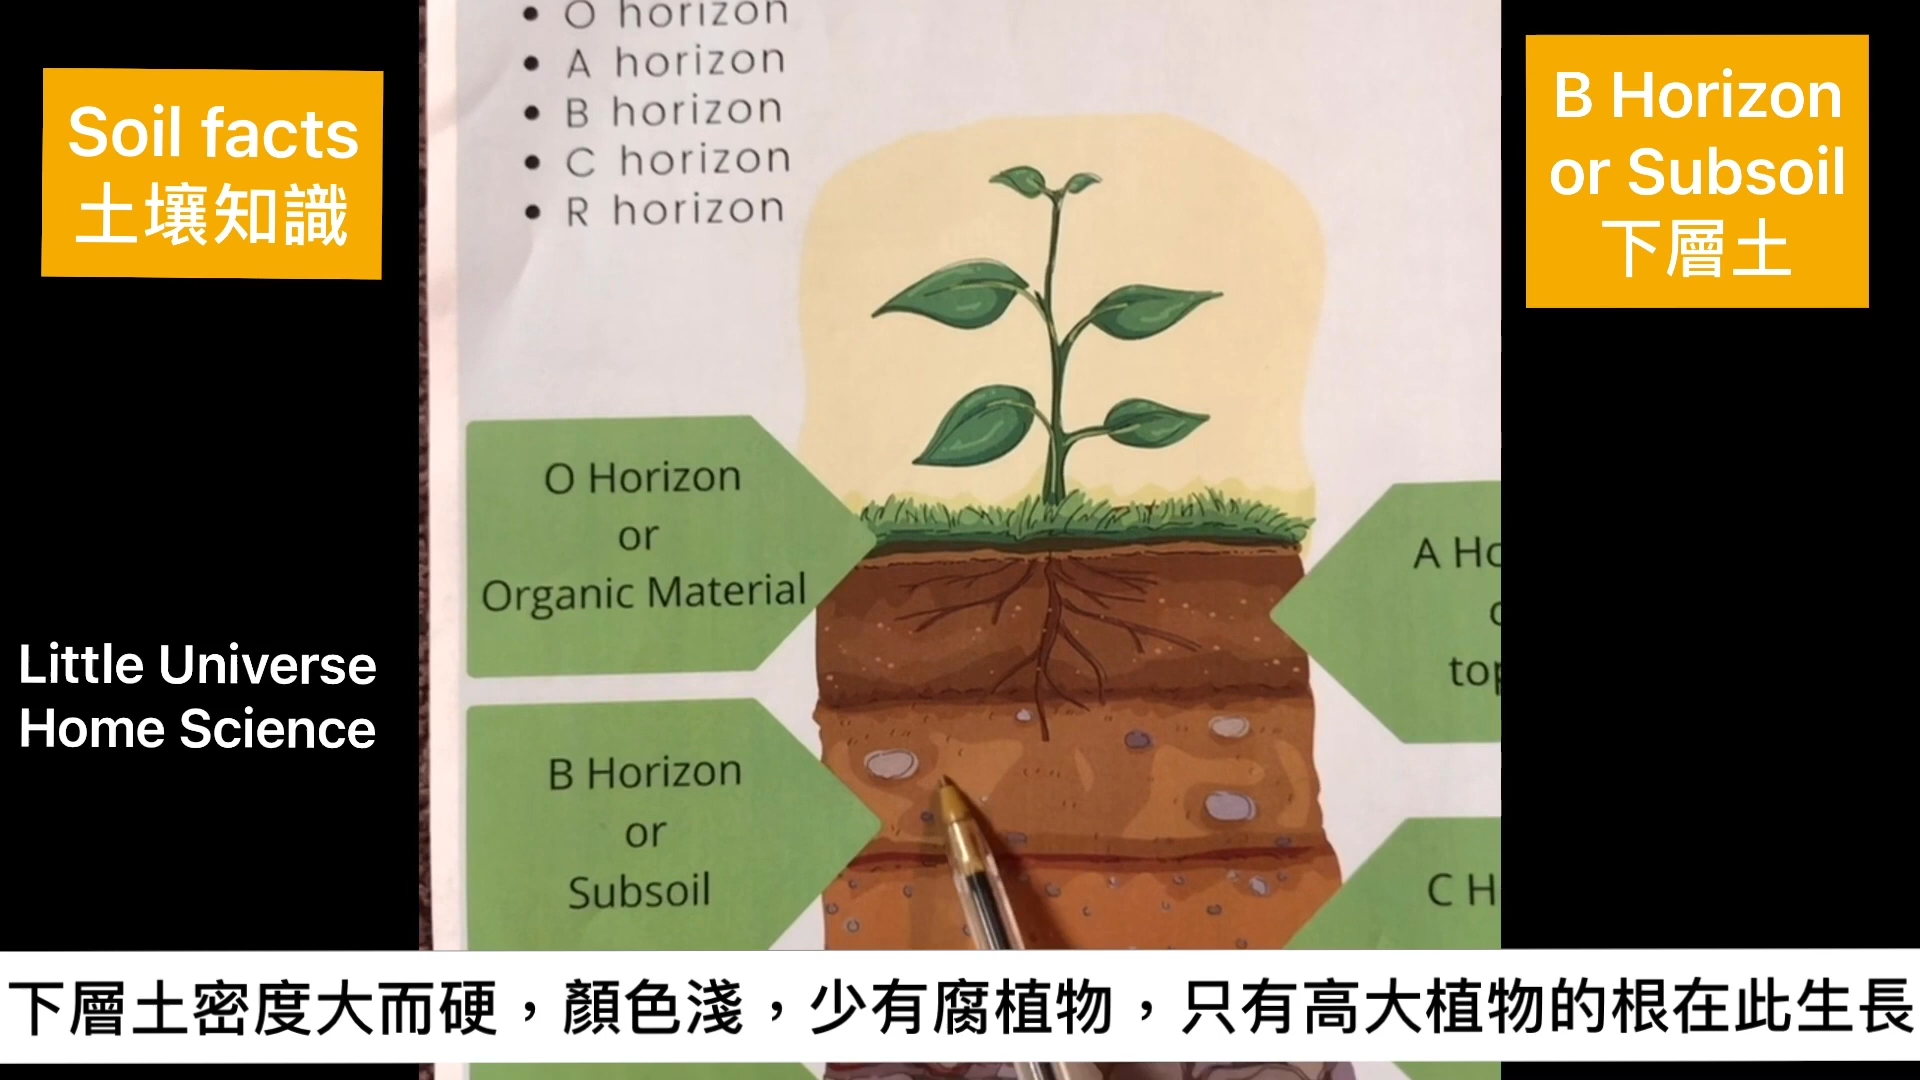 Soil facts
土壤知識
B Horizon
or Subsoil
下層土
O horizon
A horizon
B horizon
C horizon
R horizon
O Horizon
or
Organic Material
A
B Horizon
or
Subsoil
C
Little Universe
Home Science
下層土密度大而硬，顏色淺，少有腐植物，只有高大植物的根在此生長